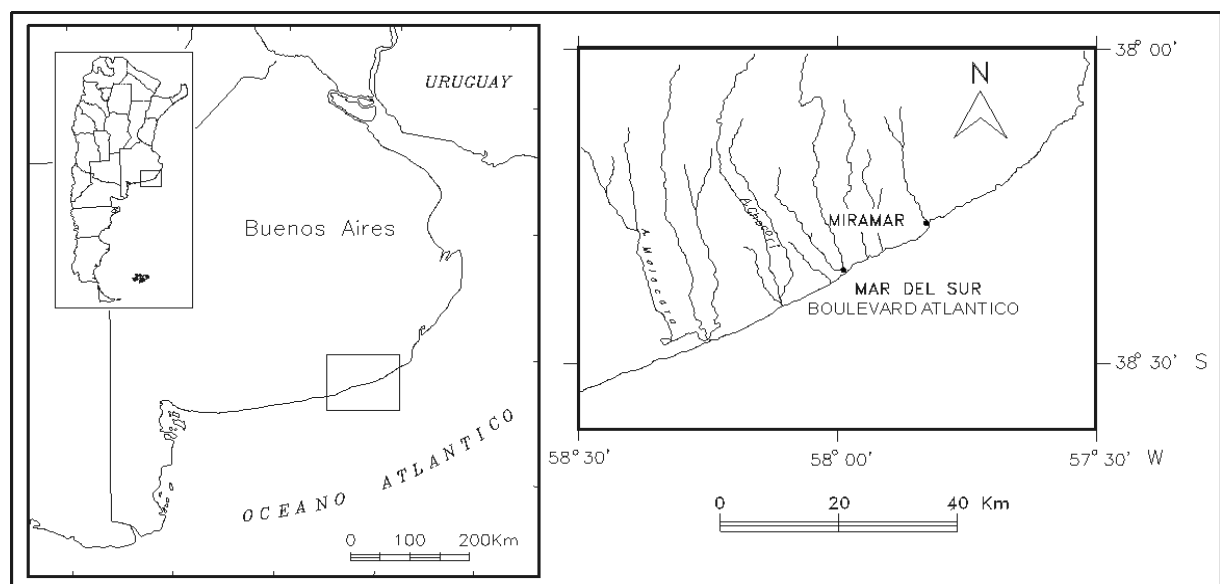 URUGUAY
Buenos Aires
OCEANO ATLANTICO
0 100 200Km
38° 00'
N
A. Chocorí
MIRAMAR
A. Malacara
MAR DEL SUR
BOULEVARD ATLANTICO
38° 30' S
58° 30' 58° 00' 57° 30' W
0 20 40 Km